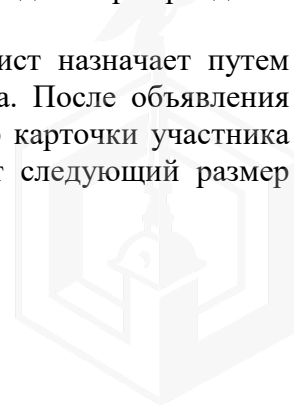 ист назначает путем
а. После объявления
карточки участника
т следующий размер